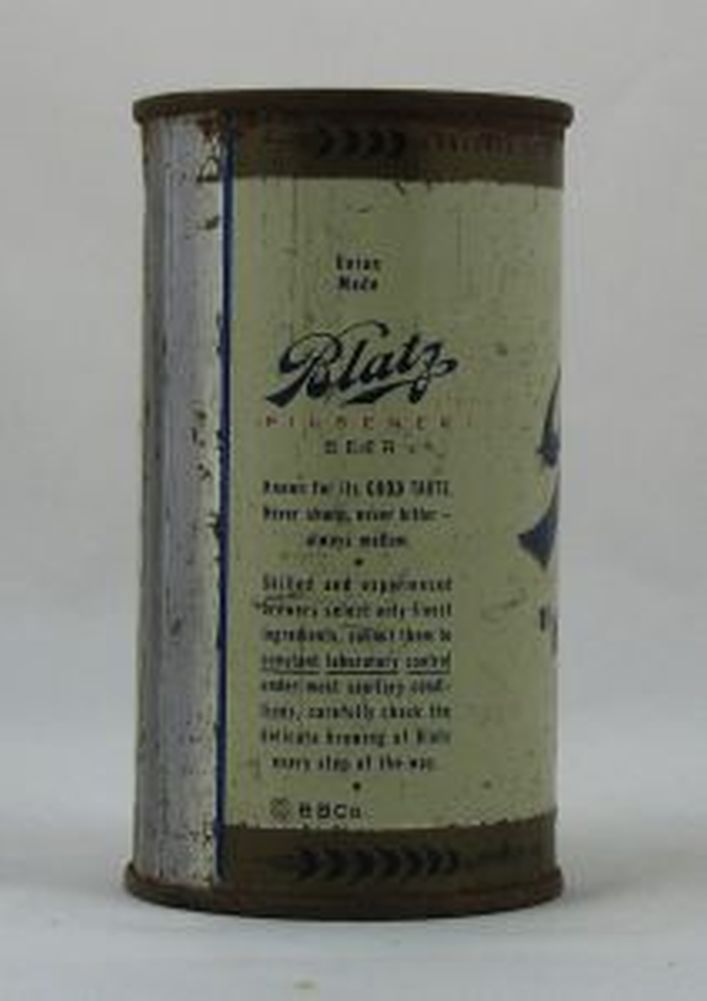 Union
Made
Blatz
PILSENER
BEER
Known for its GOOD TASTE.
Never sharp, never bitter –
always mellow.
Skilled and experienced
brewers select only finest
ingredients, subject them to
constant laboratory control
under most sanitary condi-
tions, carefully check the
delicate brewing of Blatz
every step of the way.
© BBCo